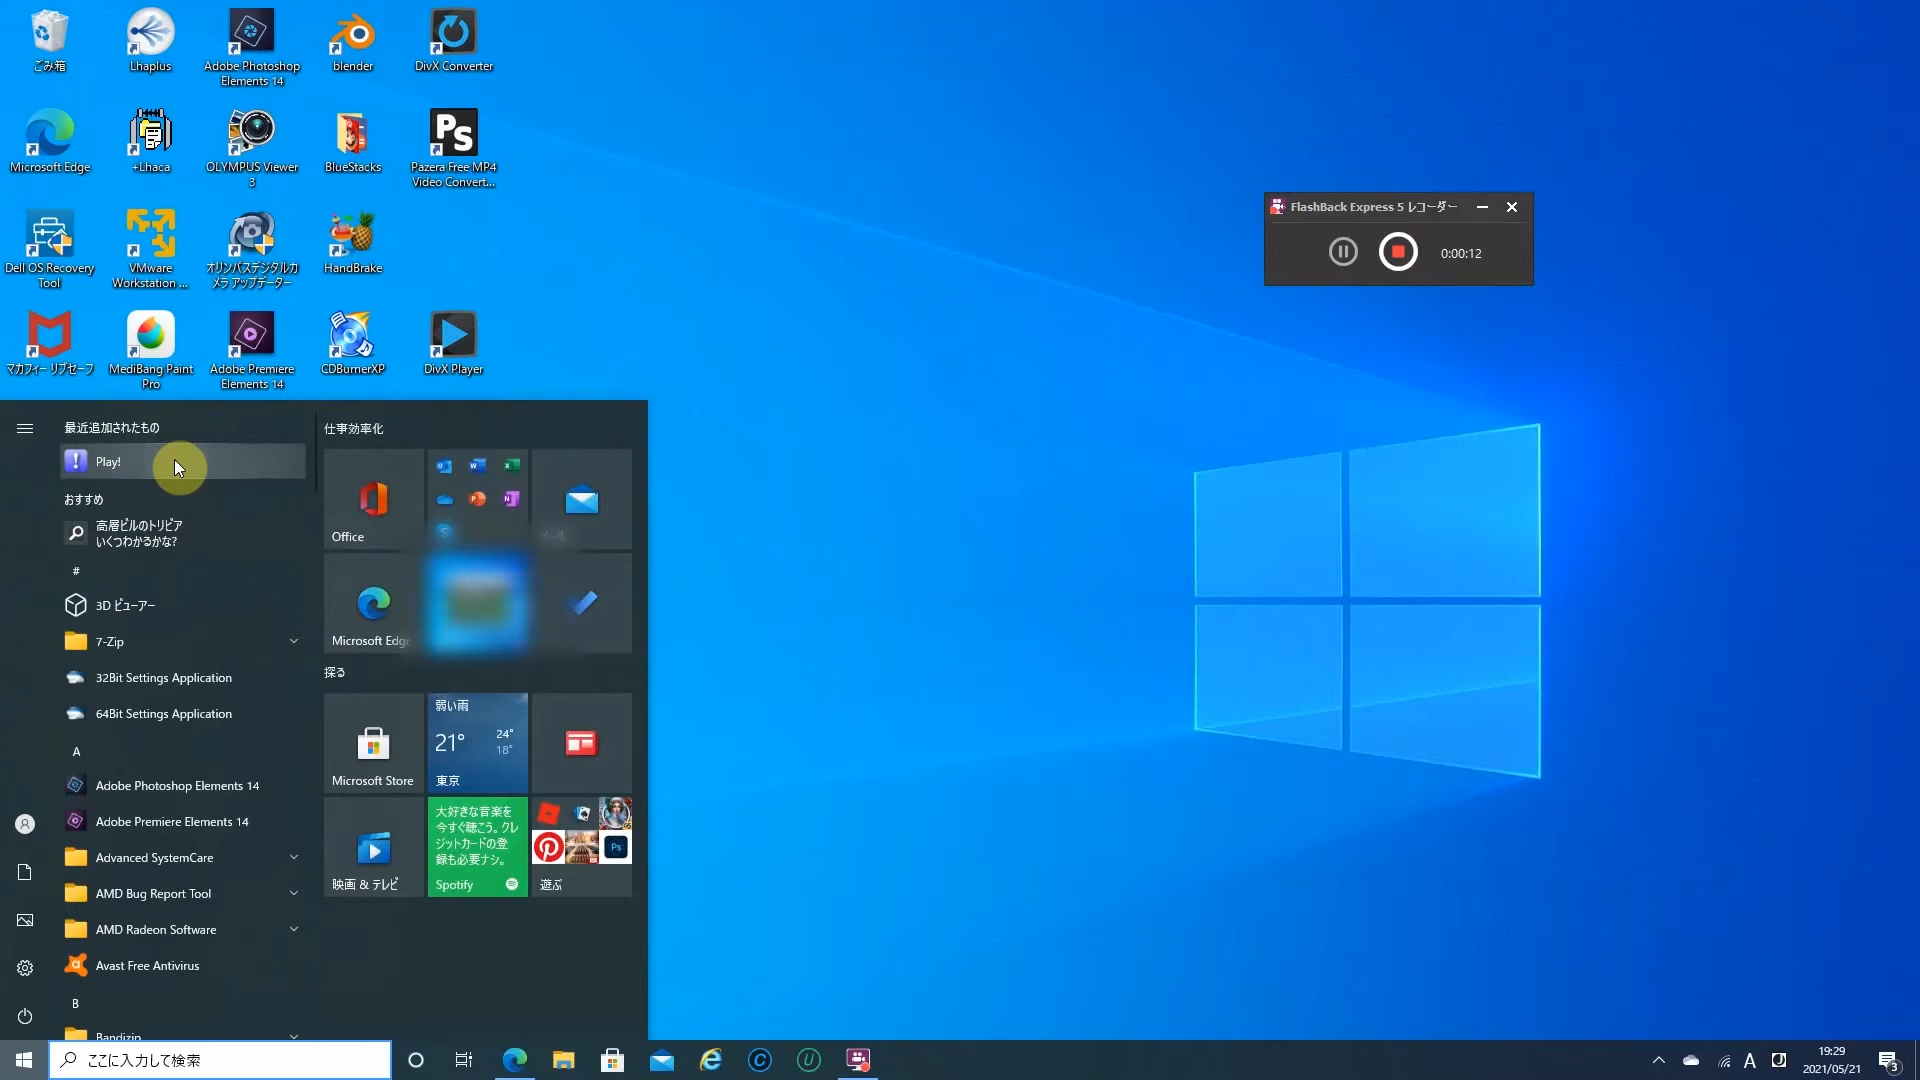 ごみ箱
Lhaplus
Adobe Photoshop
Elements 14
blender
DivX Converter
Microsoft Edge
+Lhaca
OLYMPUS Viewer
3
BlueStacks
Ps
Pazera Free MP4
Video Convert...
Dell OS Recovery
Tool
VMware
Workstation ...
オリンパスデジタルカ
メラ アップデーター
HandBrake
マカフィー リブセーフ
MediBang Paint
Pro
Adobe Premiere
Elements 14
CDBurnerXP
DivX Player
FlashBack Express 5 レコーダー
0:00:12
最近追加されたもの
Play!
おすすめ
高層ビルのトリビア
いくつわかるかな?
#
3D ビューアー
7-Zip
32Bit Settings Application
64Bit Settings Application
A
Adobe Photoshop Elements 14
Adobe Premiere Elements 14
Advanced SystemCare
AMD Bug Report Tool
AMD Radeon Software
Avast Free Antivirus
B
Bandizip
仕事効率化
Office
メール
Microsoft Edge
探る
Microsoft Store
弱い雨
21°
24°
18°
東京
映画 & テレビ
大好きな音楽を
今すぐ聴こう。クレ
ジットカードの登
録も必要ナシ。
Spotify
Ps
遊ぶ
ここに入力して検索
A
19:29
2021/05/21
3